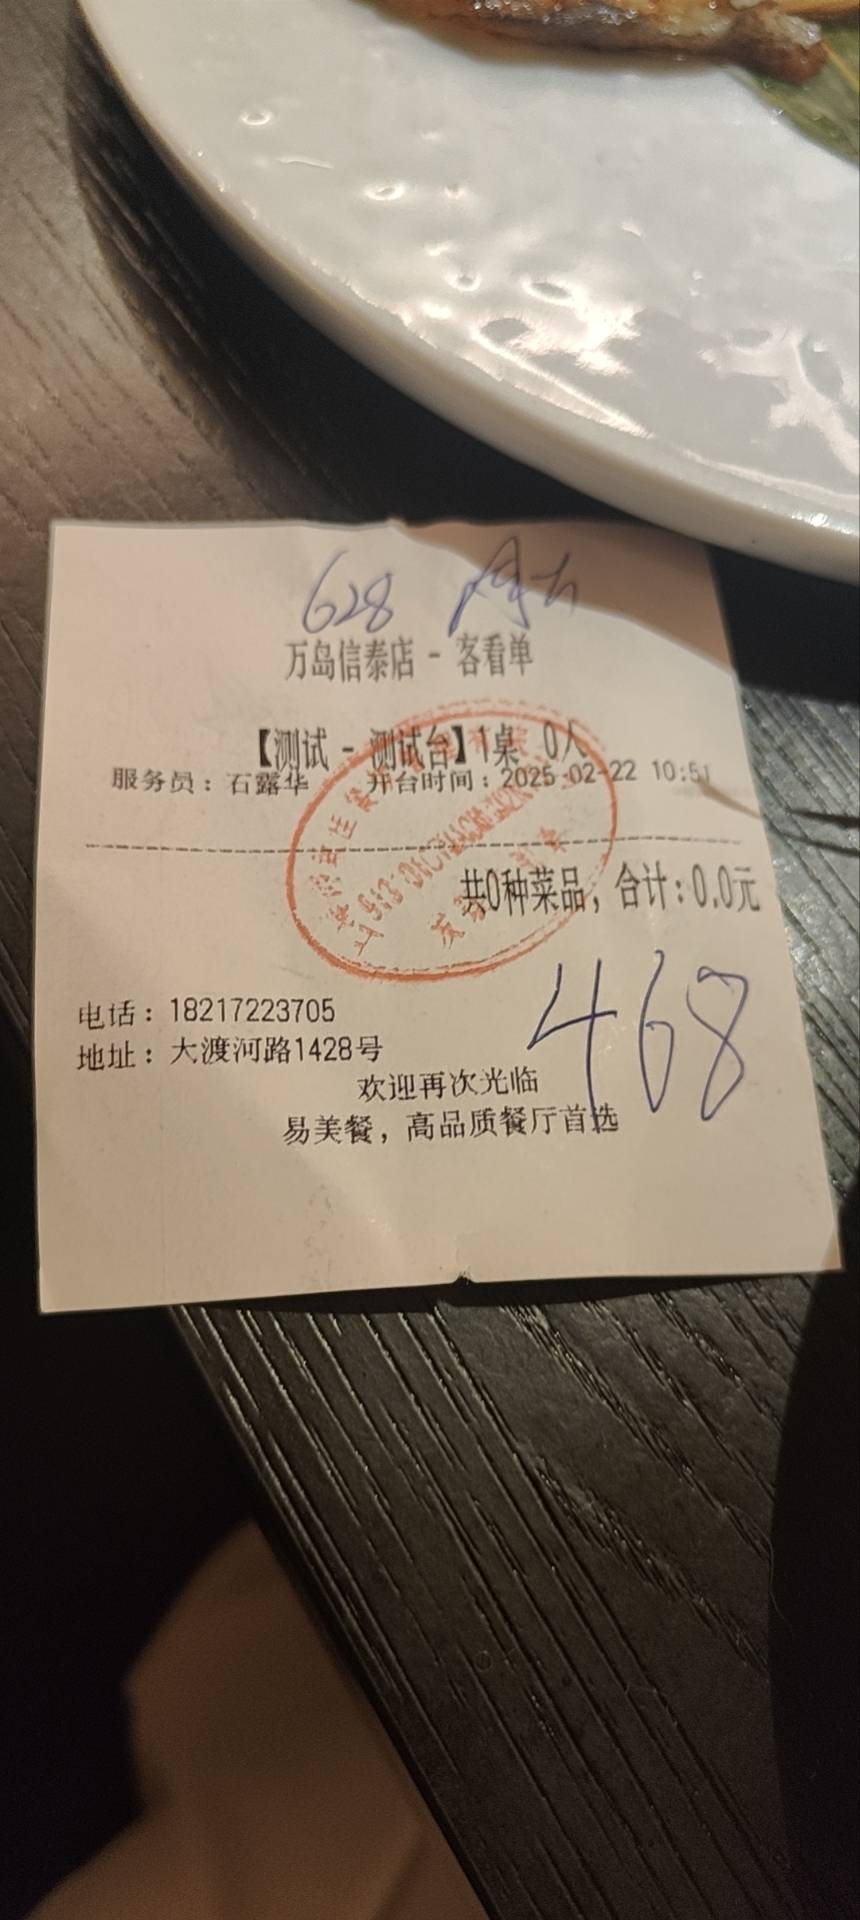 628
万岛信泰店 - 客看单
【测试 - 测试台】1桌 0人
服务员：石露华 开台时间：2025-02-22 10:51
共0种菜品，合计：0.0元
468
电话：18217223705
地址：大渡河路1428号
欢迎再次光临
易美餐，高品质餐厅首选